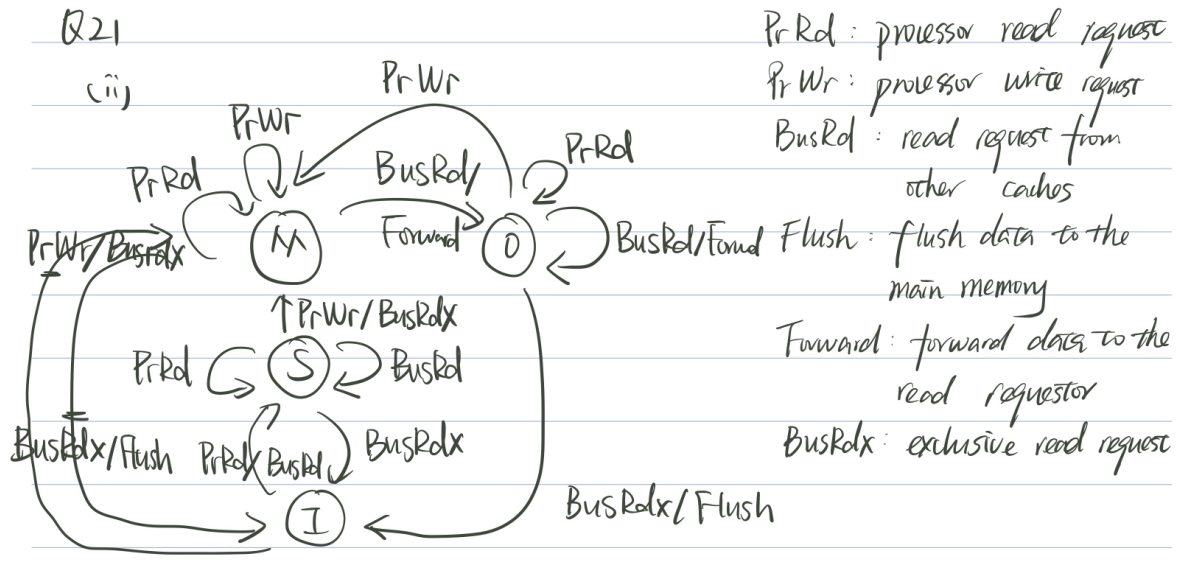 Q21
(ii)
PrWr
PrWr
PrRd
BusRd/
Forward
PrRd
BusRd/Forwd
PrWr/Busrdx
M
O
↑PrWr/BusRdx
PrRd
S
BusRd
BusRdx/Flush
PrRd/BusRd
BusRdx
I
BusRdx/Flush
PrRd : processor read request
PrWr : processor write request
BusRd : read request from
other caches
Flush : flush data to the
main memory
Forward : forward data to the
read requestor
BusRdx : exclusive read request